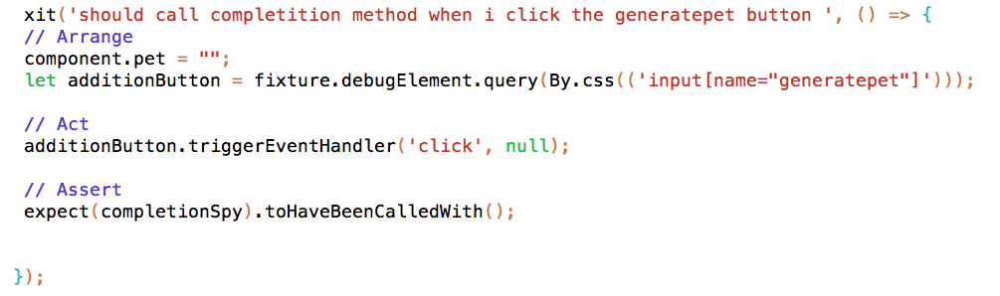 xit('should call completition method when i click the generatepet button ', () => {
// Arrange
component.pet = "";
let additionButton = fixture.debugElement.query(By.css(('input[name="generatepet"]')));
// Act
additionButton.triggerEventHandler('click', null);
// Assert
expect(completionSpy).toHaveBeenCalledWith();
});